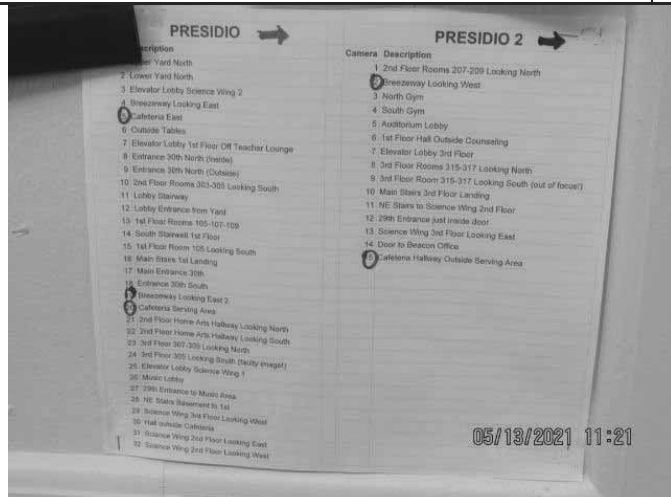 PRESIDIO
Description
Yard North
2 Lower Yard North
3 Elevator Lobby Science Wing 2
4 Breezeway Looking East
5 Cafeteria East
6 Outside Tables
7 Elevator Lobby 1st Floor Off Teacher Lounge
8 Entrance 30th North (Inside)
9 Entrance 30th North (Outside)
10 2nd Floor Rooms 303-305 Looking South
11 Lobby Stairway
12 Lobby Entrance from Yard
13 1st Floor Rooms 105-107-109
14 South Stairwell 1st Floor
15 1st Floor Room 105 Looking South
16 Main Stairs 1st Landing
17 Main Entrance 30th
18 Entrance 30th South
Breezeway Looking East 2
20 Cafeteria Serving Area
21 2nd Floor Home Arts Hallway Looking North
22 2nd Floor Home Arts Hallway Looking South
23 3rd Floor 307-305 Looking North
24 3rd Floor 305 Looking South (faulty image!)
25 Elevator Lobby Science Wing 1
26 Music Lobby
27 29th Entrance to Music Area
28 NE Stairs Basement to 1st
29 Science Wing 3rd Floor Looking West
30 Hall outside Cafeteria
31 Science Wing 2nd Floor Looking East
32 Science Wing 2nd Floor Looking West
PRESIDIO 2
Camera Description
1 2nd Floor Rooms 207-209 Looking North
2 Breezeway Looking West
3 North Gym
4 South Gym
5 Auditorium Lobby
6 1st Floor Hall Outside Counseling
7 Elevator Lobby 3rd Floor
8 3rd Floor Rooms 315-317 Looking North
9 3rd Floor Room 315-317 Looking South (out of focus!)
10 Main Stairs 3rd Floor Landing
11 NE Stairs to Science Wing 2nd Floor
12 29th Entrance just inside door
13 Science Wing 3rd Floor Looking East
14 Door to Beacon Office
15 Cafeteria Hallway Outside Serving Area
05/13/2021 11:21